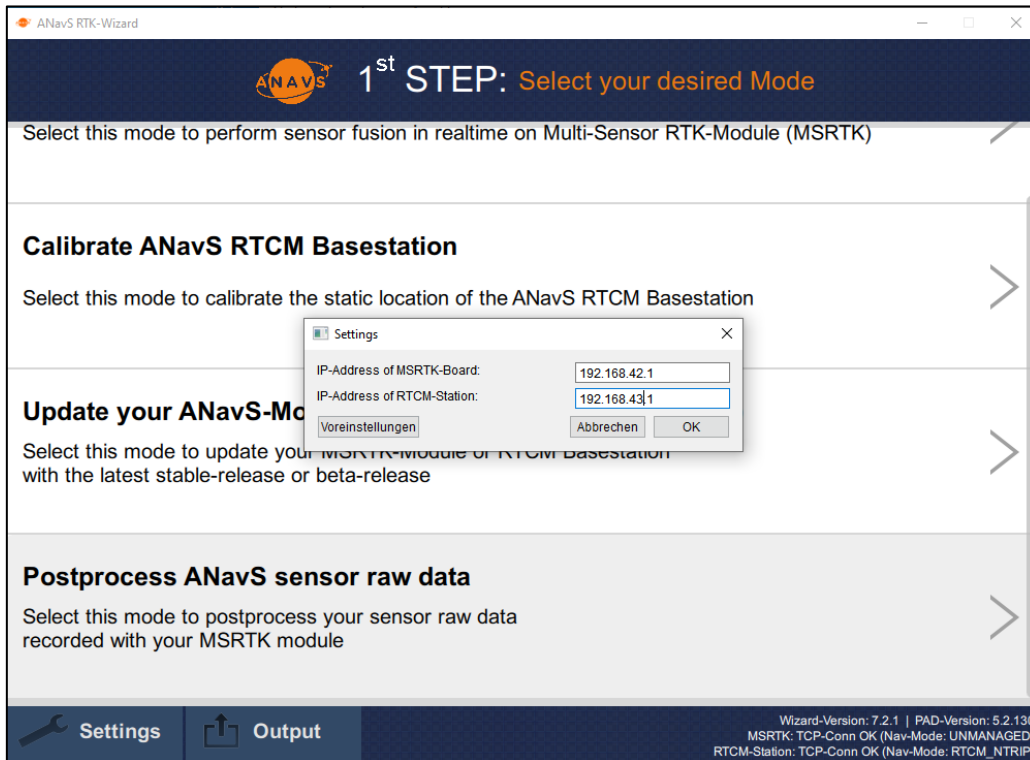 ANavS RTK-Wizard
ANAVS
1st STEP: Select your desired Mode
Select this mode to perform sensor fusion in realtime on Multi-Sensor RTK-Module (MSRTK)
Calibrate ANavS RTCM Basestation
Select this mode to calibrate the static location of the ANavS RTCM Basestation
Settings
IP-Address of MSRTK-Board: 192.168.42.1
IP-Address of RTCM-Station: 192.168.43.1
Voreinstellungen Abbrechen OK
Update your ANavS-Mo
Select this mode to update your MSRTK-Module or RTCM Basestation
with the latest stable-release or beta-release
Postprocess ANavS sensor raw data
Select this mode to postprocess your sensor raw data
recorded with your MSRTK module
Settings Output
Wizard-Version: 7.2.1 | PAD-Version: 5.2.130
MSRTK: TCP-Conn OK (Nav-Mode: UNMANAGED
RTCM-Station: TCP-Conn OK (Nav-Mode: RTCM_NTRIP